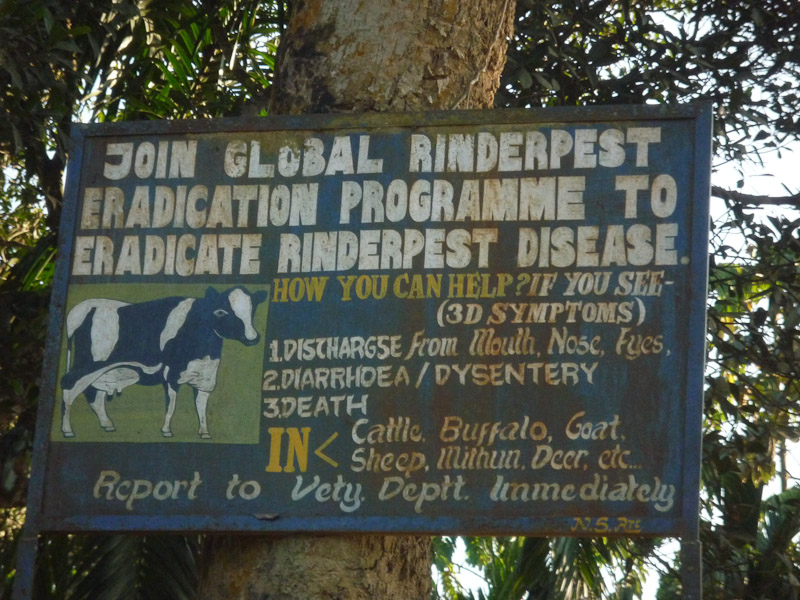 JOIN GLOBAL RINDERPEST
ERADICATION PROGRAMME TO
ERADICATE RINDERPEST DISEASE.
HOW YOU CAN HELP? IF YOU SEE-
(3D SYMPTOMS)
1. DISCHARGSE From Mouth, Nose, Eyes,
2. DIARRHOEA / DYSENTERY
3. DEATH
IN < Cattle, Buffalo, Goat,
Sheep, Mithun, Deer, etc...
Report to Vety. Deptt. Immediately
N.S. Art